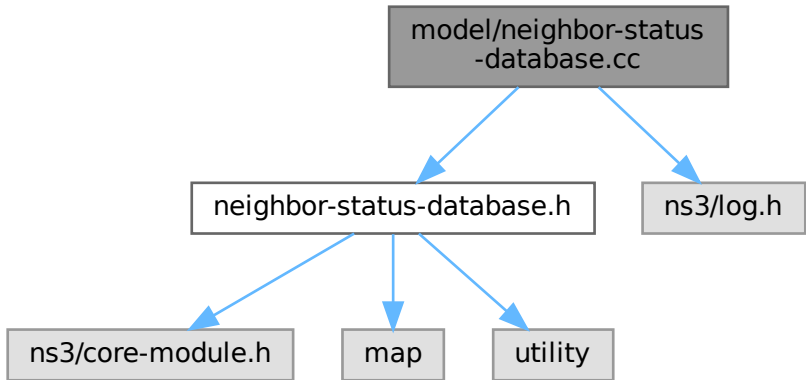 model/neighbor-status
-database.cc
neighbor-status-database.h
ns3/log.h
ns3/core-module.h
map
utility